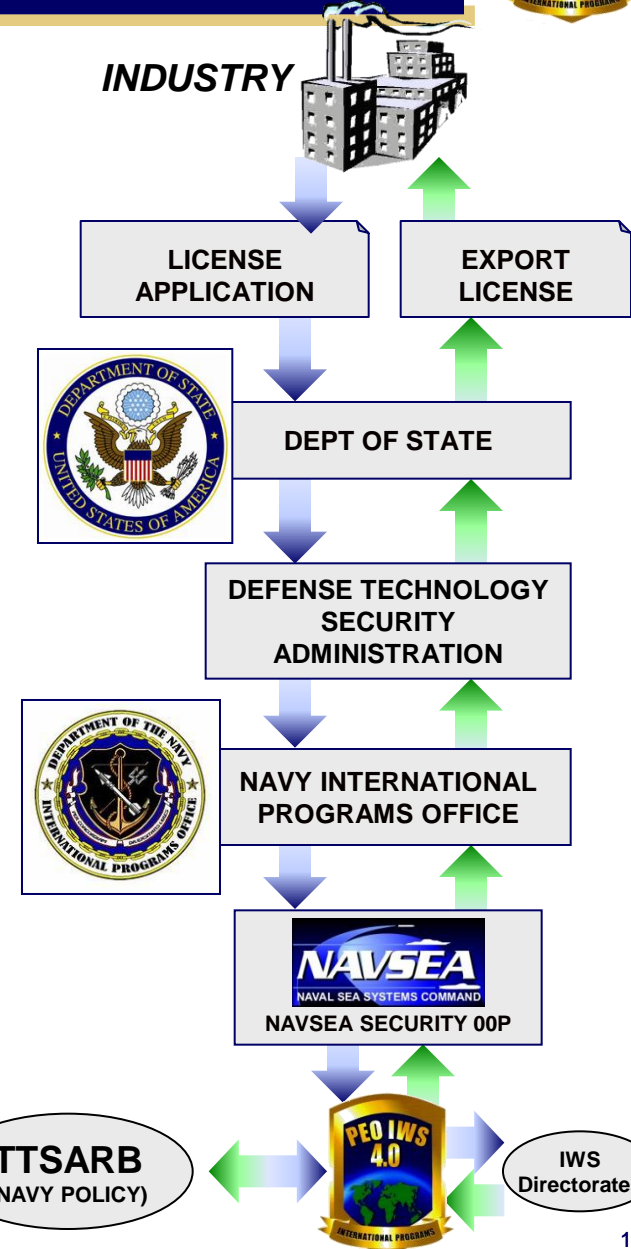 INTERNATIONAL PROGRAMS
INDUSTRY
LICENSE
APPLICATION
EXPORT
LICENSE
DEPARTMENT OF STATE
UNITED STATES OF AMERICA
DEPT OF STATE
DEFENSE TECHNOLOGY
SECURITY
ADMINISTRATION
DEPARTMENT OF THE NAVY
INTERNATIONAL PROGRAMS OFFICE
NAVY INTERNATIONAL
PROGRAMS OFFICE
NAVSEA
NAVAL SEA SYSTEMS COMMAND
NAVSEA SECURITY 00P
TTSARB
NAVY POLICY)
PEO IWS
4.0
INTERNATIONAL PROGRAMS
IWS
Directorate
1